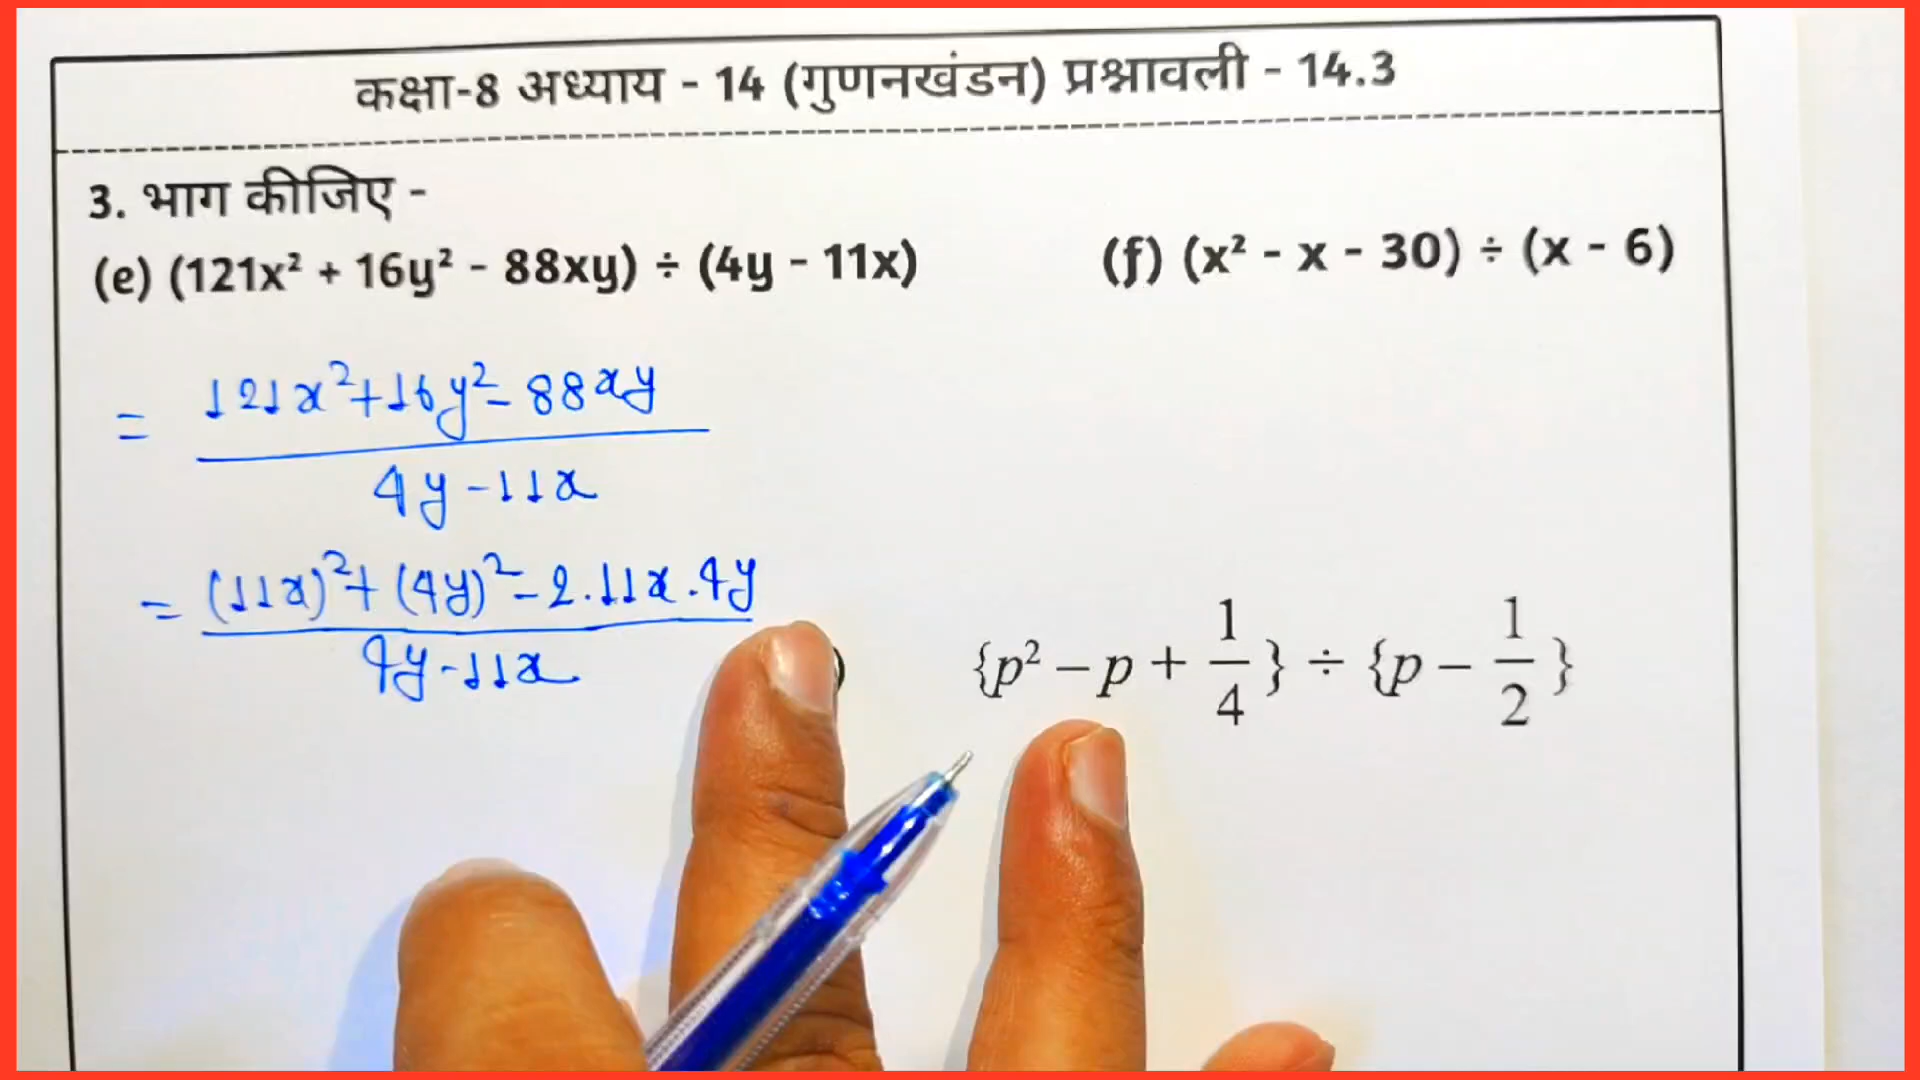 कक्षा-8 अध्याय - 14 (गुणनखंडन) प्रश्नावली - 14.3
3. भाग कीजिए -
(e) (121x² + 16y² - 88xy) ÷ (4y - 11x)
(f) (x² - x - 30) ÷ (x - 6)
= 121x²+16y²-88xy
4y-11x
= (11x)²+(4y)²-2.11x.4y
4y-11x
)
{p² – p + 1/4} ÷ {p – 1/2}